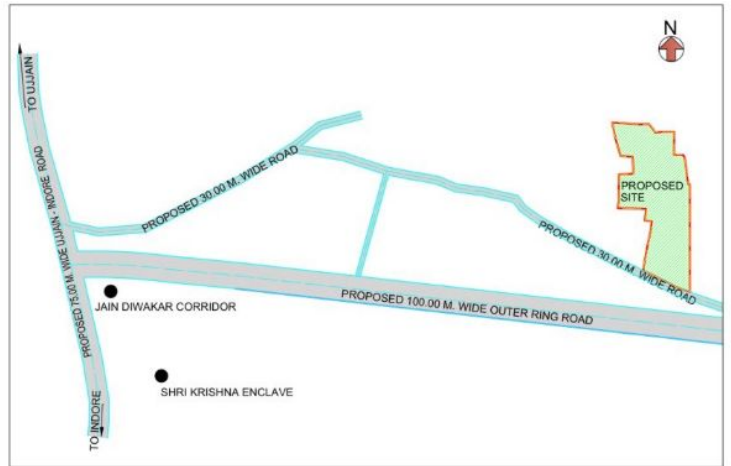 N
TO UJJAIN
PROPOSED 75.00 M. WIDE UJJAIN - INDORE ROAD
PROPOSED 30.00 M. WIDE ROAD
PROPOSED
SITE
PROPOSED 30.00 M. WIDE ROAD
PROPOSED 100.00 M. WIDE OUTER RING ROAD
JAIN DIWAKAR CORRIDOR
SHRI KRISHNA ENCLAVE
TO INDORE